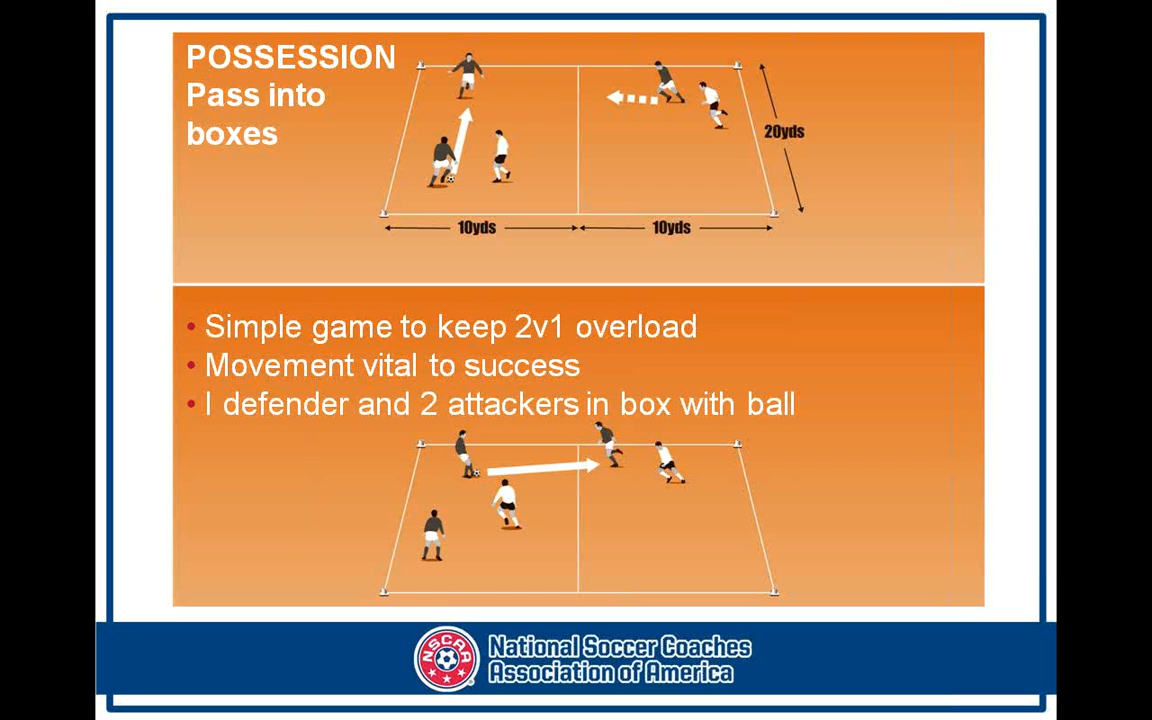 POSSESSION
Pass into
boxes
20yds
10yds
10yds
• Simple game to keep 2v1 overload
• Movement vital to success
• I defender and 2 attackers in box with ball
NSCAA
National Soccer Coaches
Association of America